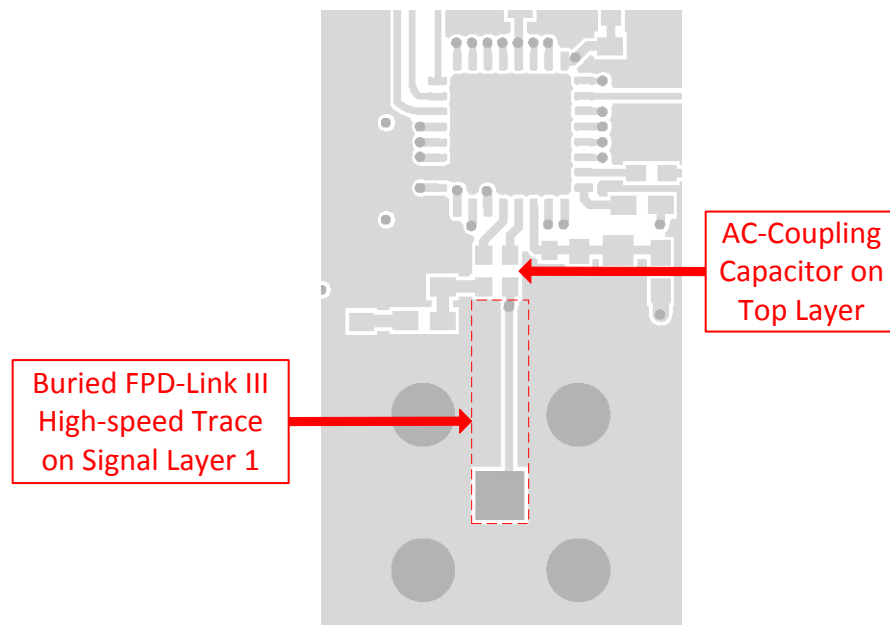 AC-Coupling
Capacitor on
Top Layer
Buried FPD-Link III
High-speed Trace
on Signal Layer 1